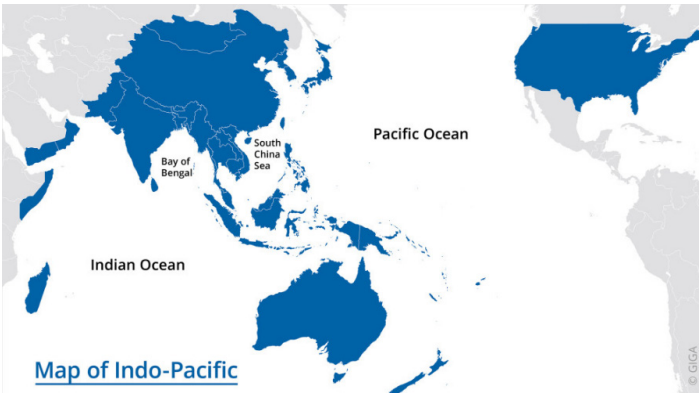 Pacific Ocean
South
China
Sea
Bay of
Bengal
Indian Ocean
Map of Indo-Pacific
© GIGA